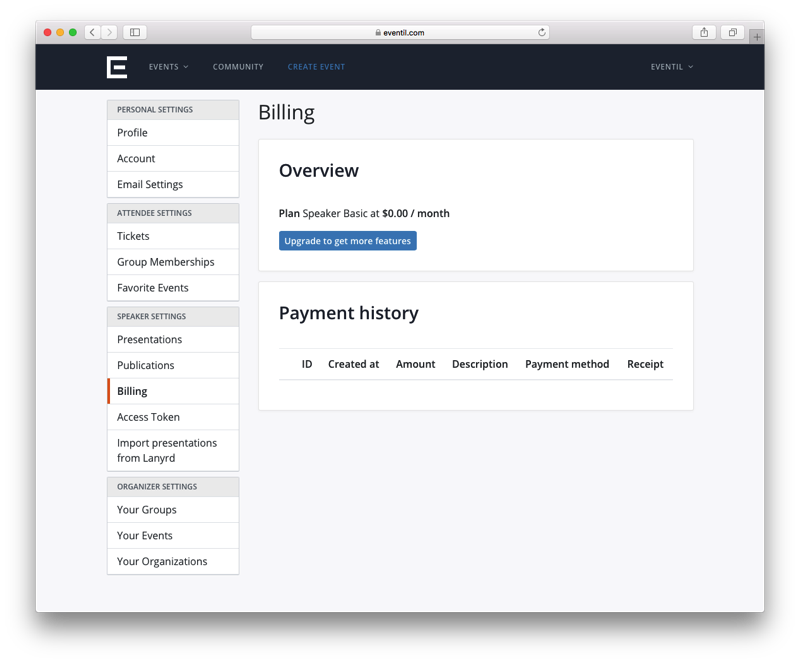 eventil.com
EVENTS COMMUNITY CREATE EVENT EVENTIL
PERSONAL SETTINGS
Profile
Account
Email Settings
ATTENDEE SETTINGS
Tickets
Group Memberships
Favorite Events
SPEAKER SETTINGS
Presentations
Publications
Billing
Access Token
Import presentations
from Lanyrd
ORGANIZER SETTINGS
Your Groups
Your Events
Your Organizations
Billing
Overview
Plan Speaker Basic at $0.00 / month
Upgrade to get more features
Payment history
ID Created at Amount Description Payment method Receipt